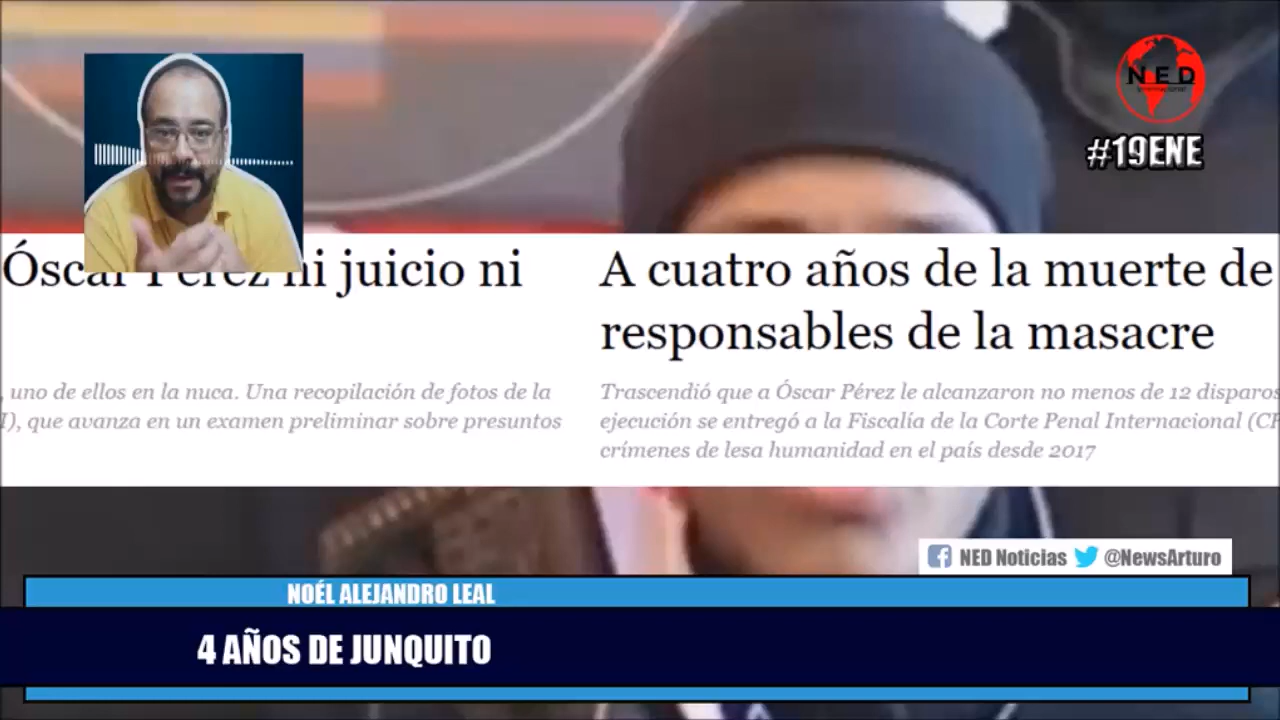 NED
International
#19ENE
Óscar Pérez ni juicio ni
A cuatro años de la muerte de
responsables de la masacre
, uno de ellos en la nuca. Una recopilación de fotos de la
I), que avanza en un examen preliminar sobre presuntos
Trascendió que a Óscar Pérez le alcanzaron no menos de 12 disparos
ejecución se entregó a la Fiscalía de la Corte Penal Internacional (CP
crímenes de lesa humanidad en el país desde 2017
NED Noticias @NewsArturo
NOÉL ALEJANDRO LEAL
4 AÑOS DE JUNQUITO